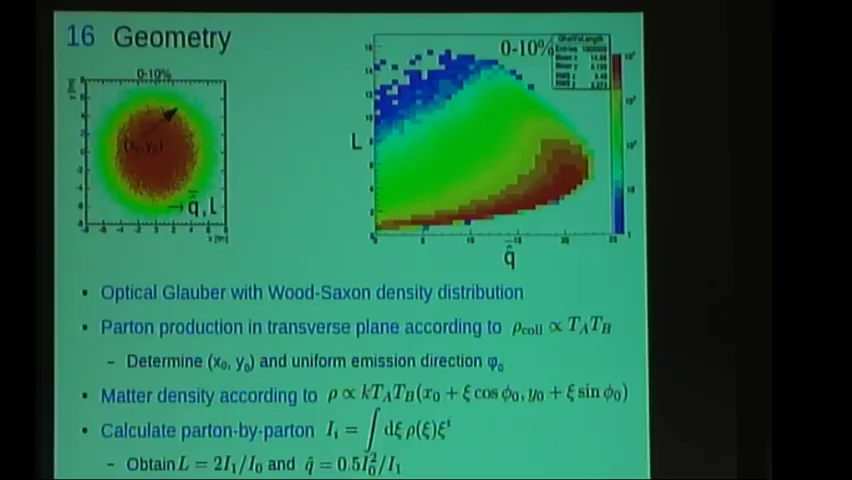 16 Geometry
0-10%
0-10%
L
q̂
→ q̂, L
• Optical Glauber with Wood-Saxon density distribution
• Parton production in transverse plane according to ρcoll ∝ TATB
– Determine (x₀, y₀) and uniform emission direction φ₀
• Matter density according to ρ ∝ kTATB(x₀ + ξ cos ϕ₀, y₀ + ξ sin ϕ₀)
• Calculate parton-by-parton Iᵢ = ∫ dξ ρ(ξ)ξⁱ
– Obtain L = 2I₁/I₀ and q̂ = 0.5I₀²/I₁